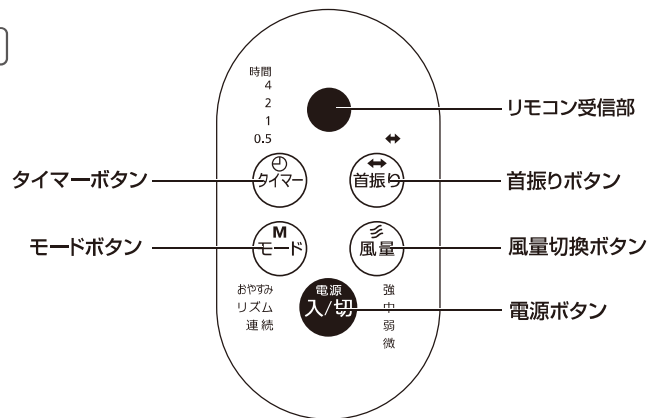 時間
4
2
1
0.5
リモコン受信部
タイマーボタン
タイマー
首振り
首振りボタン
モードボタン
M
モード
風量
風量切換ボタン
おやすみ
リズム
連続
電源
入/切
強
中
弱
微
電源ボタン